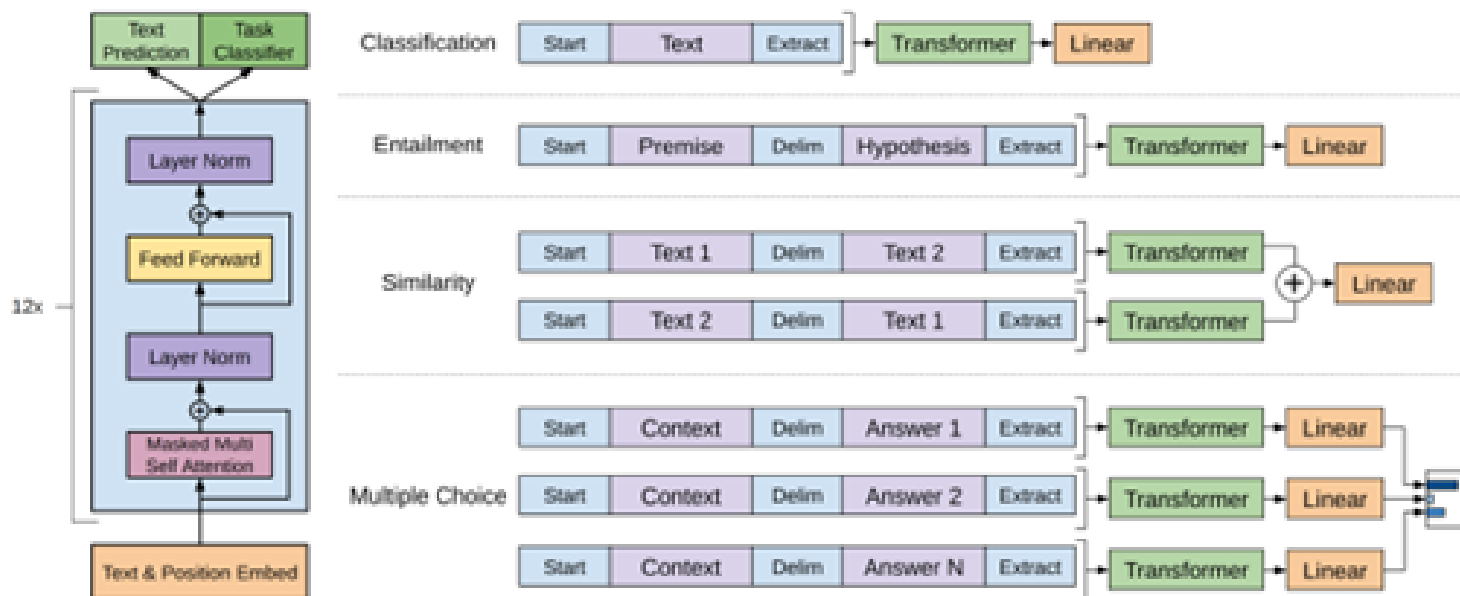 Text
Prediction
Task
Classifier
Layer Norm
Feed Forward
12x
Layer Norm
Masked Multi
Self Attention
Text & Position Embed
Classification
Start Text Extract Transformer Linear
Entailment
Start Premise Delim Hypothesis Extract Transformer Linear
Similarity
Start Text 1 Delim Text 2 Extract Transformer
+ Linear
Start Text 2 Delim Text 1 Extract Transformer
Multiple Choice
Start Context Delim Answer 1 Extract Transformer Linear
Start Context Delim Answer 2 Extract Transformer Linear
Start Context Delim Answer N Extract Transformer Linear